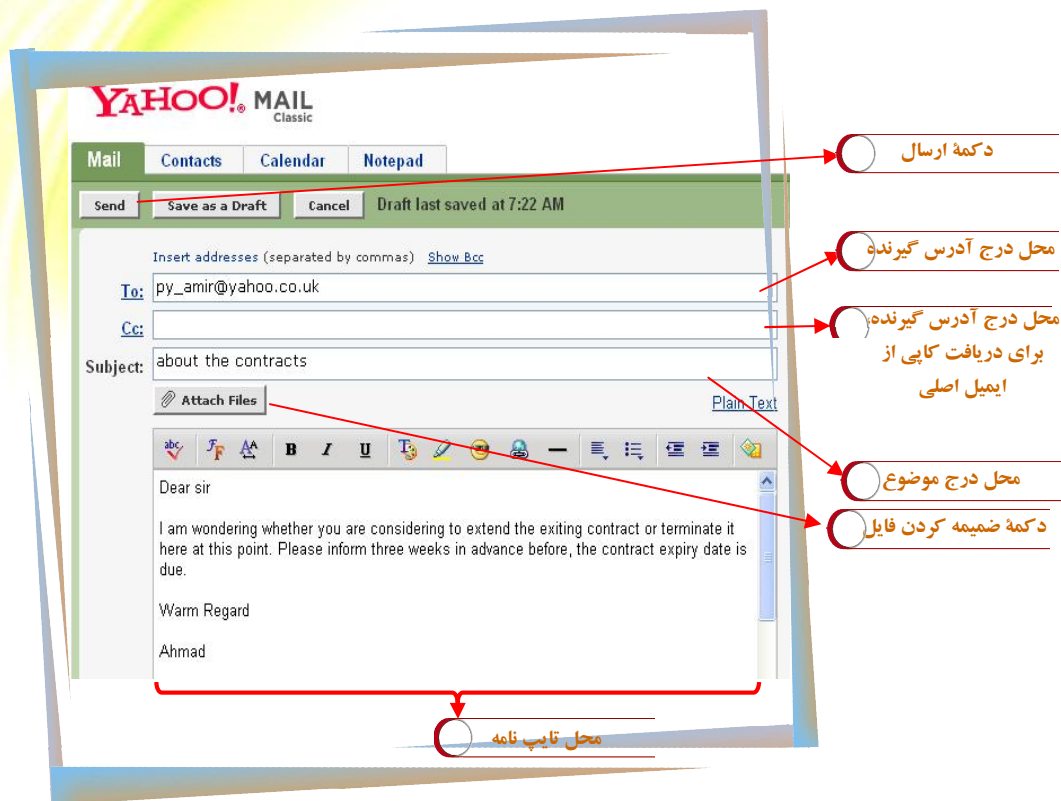 YAHOO!® MAIL
Classic
Mail Contacts Calendar Notepad
دکمۀ ارسال
Send Save as a Draft Cancel Draft last saved at 7:22 AM
Insert addresses (separated by commas) Show Bcc
محل درج آدرس گیرنده
To: py_amir@yahoo.co.uk
Cc:
محل درج آدرس گیرنده،
برای دریافت کاپی از
ایمیل اصلی
Subject: about the contracts
Attach Files
Plain Text
abc F F A A B I U T
محل درج موضوع
دکمۀ ضمیمه کردن فایل
Dear sir
I am wondering whether you are considering to extend the exiting contract or terminate it
here at this point. Please inform three weeks in advance before, the contract expiry date is
due.
Warm Regard
Ahmad
محل تایپ نامه